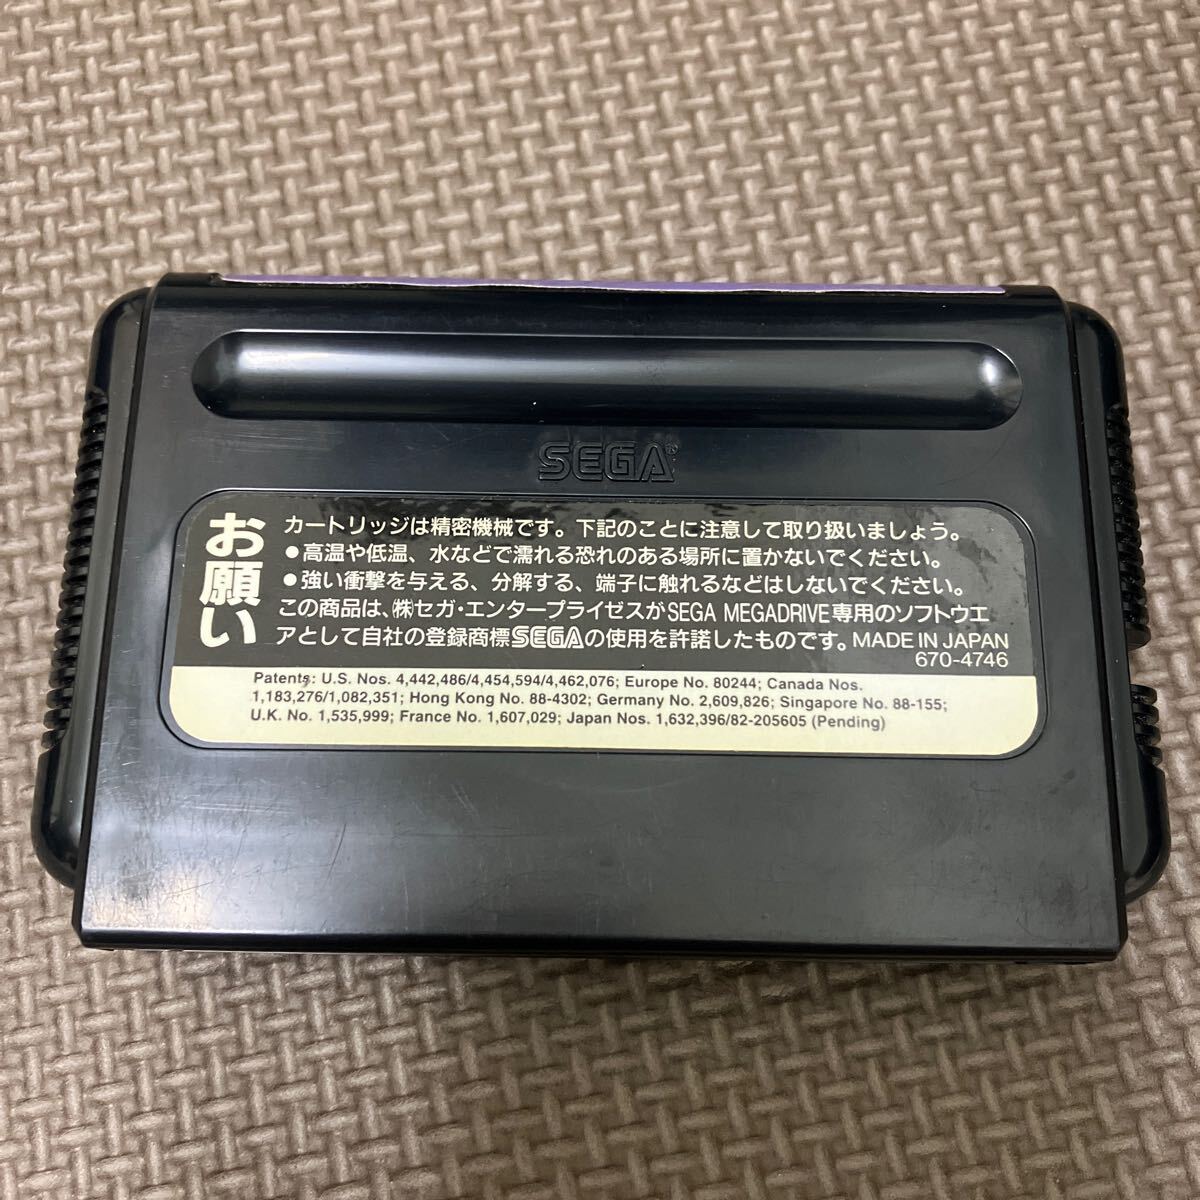 SEGA®
お願い
カートリッジは精密機械です。下記のことに注意して取り扱いましょう。
●高温や低温、水などで濡れる恐れのある場所に置かないでください。
●強い衝撃を与える、分解する、端子に触れるなどはしないでください。
この商品は、㈱セガ・エンタープライゼスがSEGA MEGADRIVE専用のソフトウエ
アとして自社の登録商標SEGAの使用を許諾したものです。MADE IN JAPAN
670-4746
Patents: U.S. Nos. 4,442,486/4,454,594/4,462,076; Europe No. 80244; Canada Nos.
1,183,276/1,082,351; Hong Kong No. 88-4302; Germany No. 2,609,826; Singapore No. 88-155;
U.K. No. 1,535,999; France No. 1,607,029; Japan Nos. 1,632,396/82-205605 (Pending)